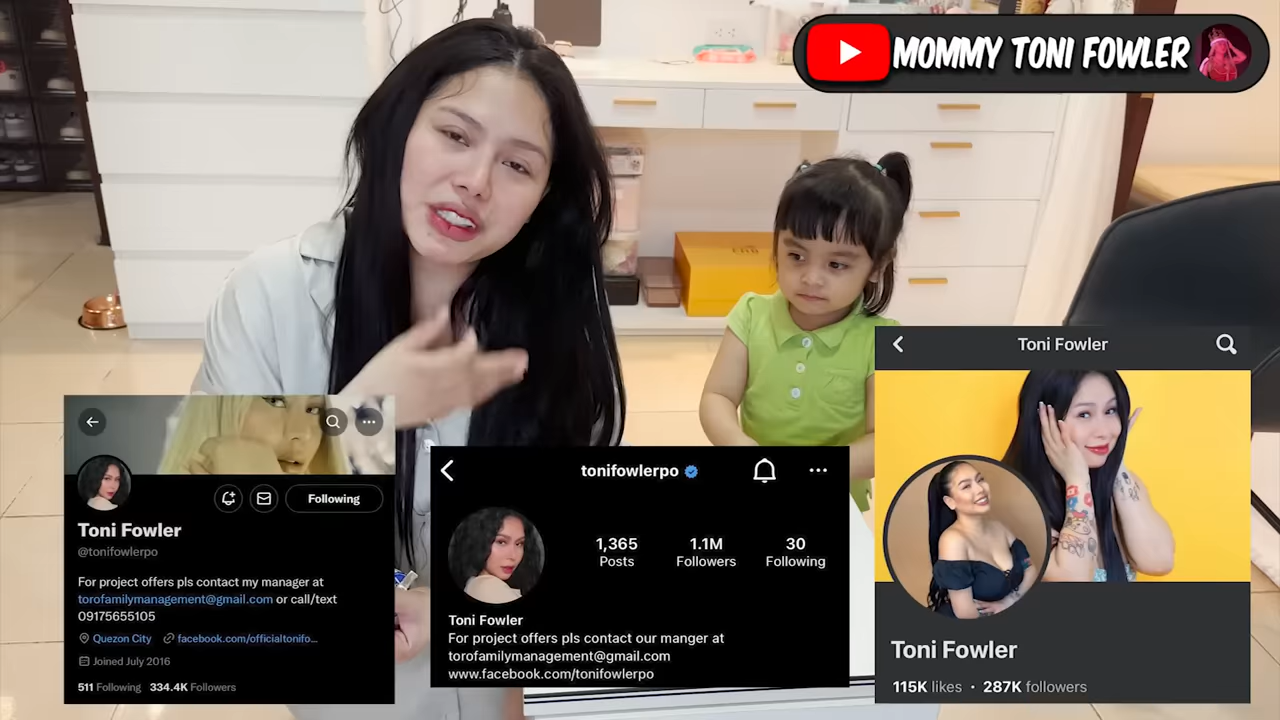 MOMMY TONI FOWLER
Toni Fowler
@tonifowlerpo
Following
For project offers pls contact my manager at
torofamilymanagement@gmail.com or call/text
09175655105
Quezon City facebook.com/officialtonifo...
Joined July 2016
511 Following 334.4K Followers
tonifowlerpo
1,365 1.1M 30
Posts Followers Following
Toni Fowler
For project offers pls contact our manger at
torofamilymanagement@gmail.com
www.facebook.com/tonifowlerpo
Toni Fowler
Toni Fowler
115K likes • 287K followers